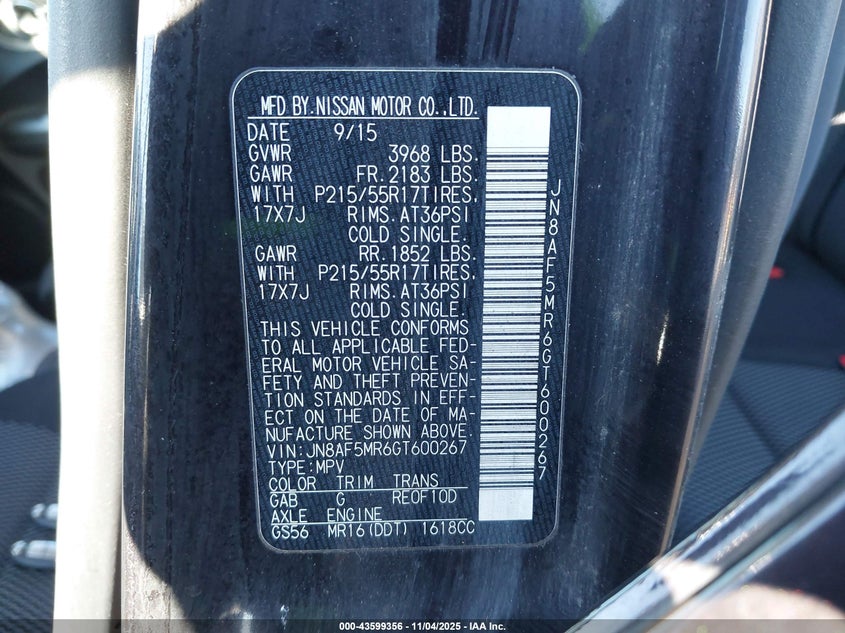 MFD BY NISSAN MOTOR CO.,LTD.
DATE 9/15
GVWR 3968 LBS.
GAWR FR.2183 LBS.
WITH P215/55R17TIRES,
17X7J RIMS.AT36PSI
COLD SINGLE.
GAWR RR.1852 LBS.
WITH P215/55R17TIRES,
17X7J RIMS.AT36PSI
COLD SINGLE.
THIS VEHICLE CONFORMS
TO ALL APPLICABLE FED-
ERAL MOTOR VEHICLE SA-
FETY AND THEFT PREVEN-
TION STANDARDS IN EFF-
ECT ON THE DATE OF MA-
NUFACTURE SHOWN ABOVE.
VIN:JN8AF5MR6GT600267
TYPE:MPV
COLOR TRIM TRANS
GAB G RE0F10D
AXLE ENGINE
GS56 MR16(DDT) 1618CC
JN8AF5MR6GT600267
000-43599356 - 11/04/2025 - IAA Inc.